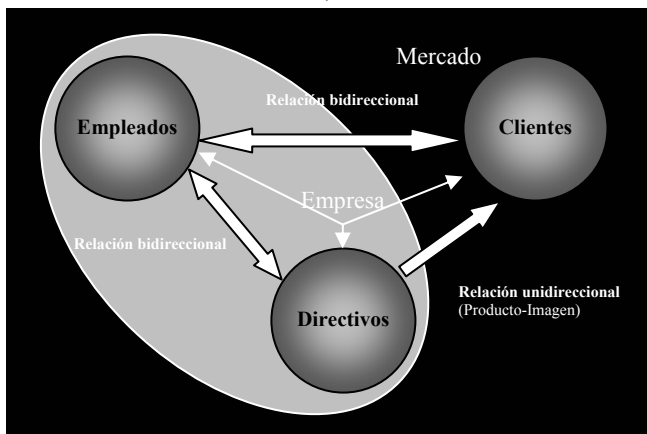 Mercado
Relación bidireccional
Empleados
Clientes
Empresa
Relación bidireccional
Relación unidireccional
(Producto-Imagen)
Directivos